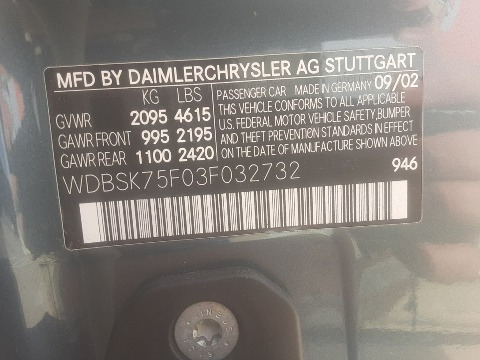 MFD BY DAIMLERCHRYSLER AG STUTTGART
KG LBS
GVWR 2095 4615
GAWR FRONT 995 2195
GAWR REAR 1100 2420
PASSENGER CAR MADE IN GERMANY 09/02
THIS VEHICLE CONFORMS TO ALL APPLICABLE
U.S. FEDERAL MOTOR VEHICLE SAFETY, BUMPER
AND THEFT PREVENTION STANDARDS IN EFFECT
ON THE DATE OF MANUFACTURE SHOWN ABOVE.
WDBSK75F03F032732
946